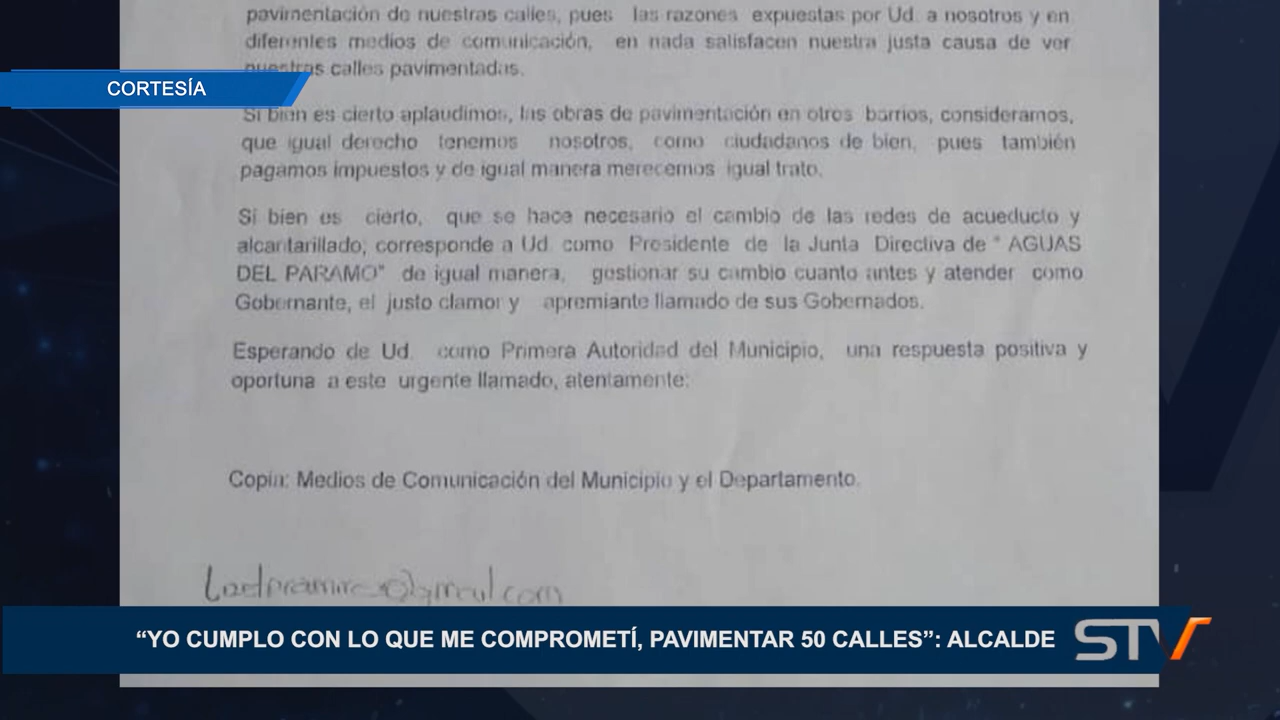 pavimentación de nuestras calles, pues las razones expuestas por Ud. a nosotros y en
diferentes medios de comunicación, en nada satisfacen nuestra justa causa de ver
nuestras calles pavimentadas.
CORTESÍA
Si bien es cierto aplaudimos, las obras de pavimentación en otros barrios, consideramos,
que igual derecho tenemos nosotros, como ciudadanos de bien, pues también
pagamos impuestos y de igual manera merecemos igual trato.
Si bien es cierto, que se hace necesario el cambio de las redes de acueducto y
alcantarillado, corresponde a Ud. como Presidente de la Junta Directiva de " AGUAS
DEL PARAMO" de igual manera, gestionar su cambio cuanto antes y atender como
Gobernante, el justo clamor y apremiante llamado de sus Gobernados.
Esperando de Ud. como Primera Autoridad del Municipio, una respuesta positiva y
oportuna a este urgente llamado, atentamente:
Copia: Medios de Comunicación del Municipio y el Departamento.
“YO CUMPLO CON LO QUE ME COMPROMETÍ, PAVIMENTAR 50 CALLES”: ALCALDE
STV